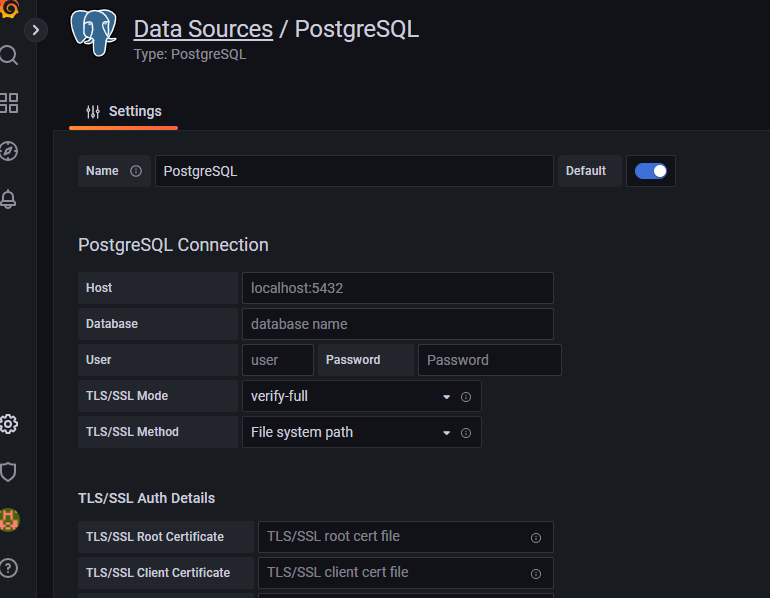 Data Sources / PostgreSQL
Type: PostgreSQL
Settings
Name PostgreSQL Default
PostgreSQL Connection
Host localhost:5432
Database database name
User user Password Password
TLS/SSL Mode verify-full
TLS/SSL Method File system path
TLS/SSL Auth Details
TLS/SSL Root Certificate TLS/SSL root cert file
TLS/SSL Client Certificate TLS/SSL client cert file